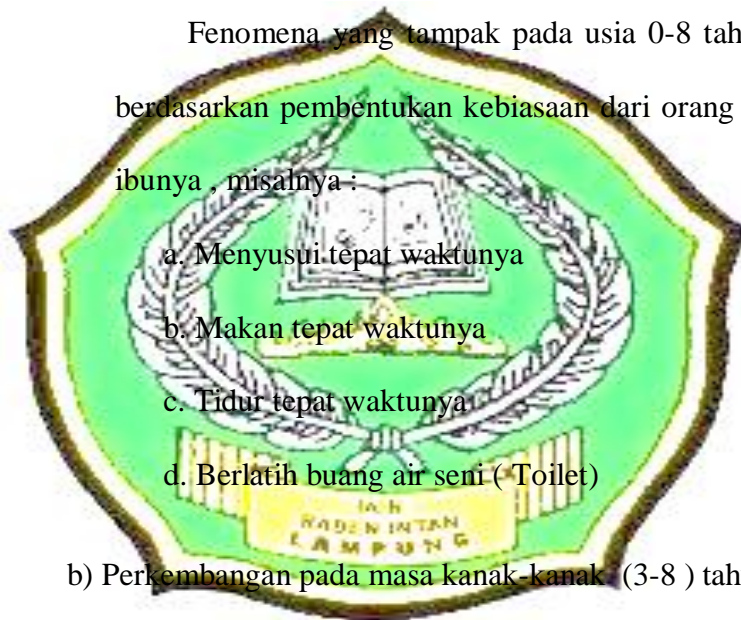 Fenomena yang tampak pada usia 0-8 tah
berdasarkan pembentukan kebiasaan dari orang
ibunya , misalnya :
a. Menyusui tepat waktunya
b. Makan tepat waktunya
c. Tidur tepat waktunya
d. Berlatih buang air seni ( Toilet)
IAIN
RADEN INTAN
LAMPUNG
b) Perkembangan pada masa kanak-kanak (3-8 ) tah